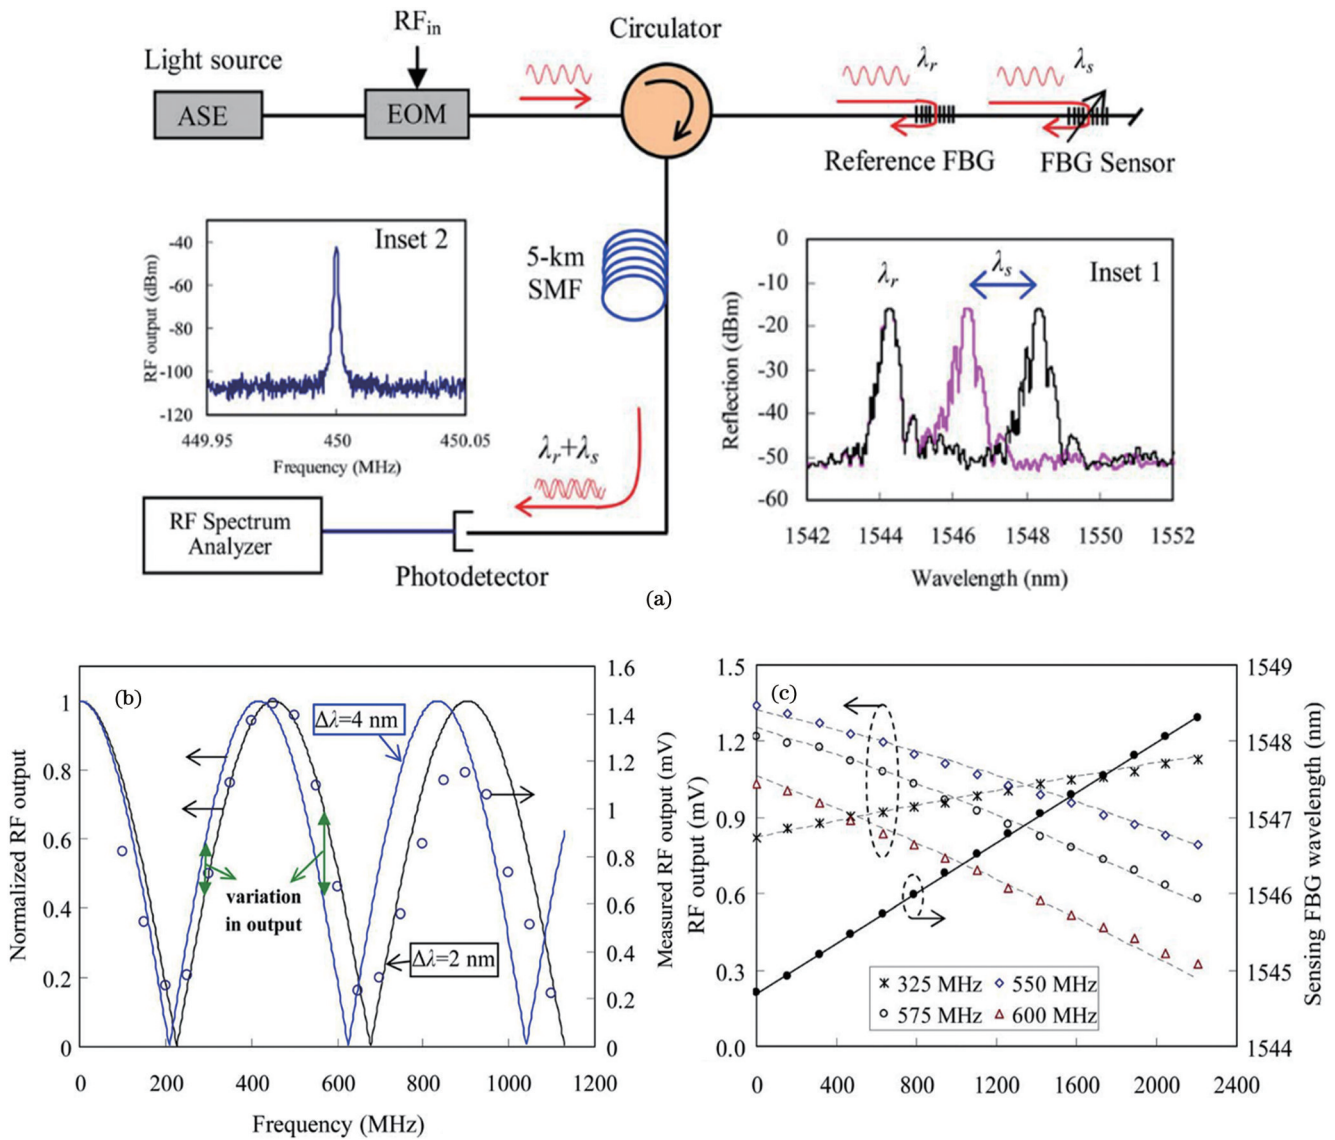 RFin
Circulator
Light source
λr
λs
ASE
EOM
Reference FBG
FBG Sensor
Inset 2
-40
-60
-80
-100
-120
RF output (dBm)
449.95
450
450.05
Frequency (MHz)
5-km
SMF
0
-10
-20
-30
-40
-50
-60
Reflection (dBm)
λr
λs
Inset 1
1542
1544
1546
1548
1550
1552
Wavelength (nm)
λr+λs
RF Spectrum
Analyzer
Photodetector
(a)
(b)
1
0.8
0.6
0.4
0.2
0
Normalized RF output
Δλ=4 nm
variation
in output
Δλ=2 nm
1.6
1.4
1.2
1
0.8
0.6
0.4
0.2
0
Measured RF output (mV)
0
200
400
600
800
1000
1200
Frequency (MHz)
(c)
1.5
1.2
0.9
0.6
0.3
0.0
RF output (mV)
325 MHz
550 MHz
575 MHz
600 MHz
1549
1548
1547
1546
1545
1544
Sensing FBG wavelength (nm)
0
400
800
1200
1600
2000
2400